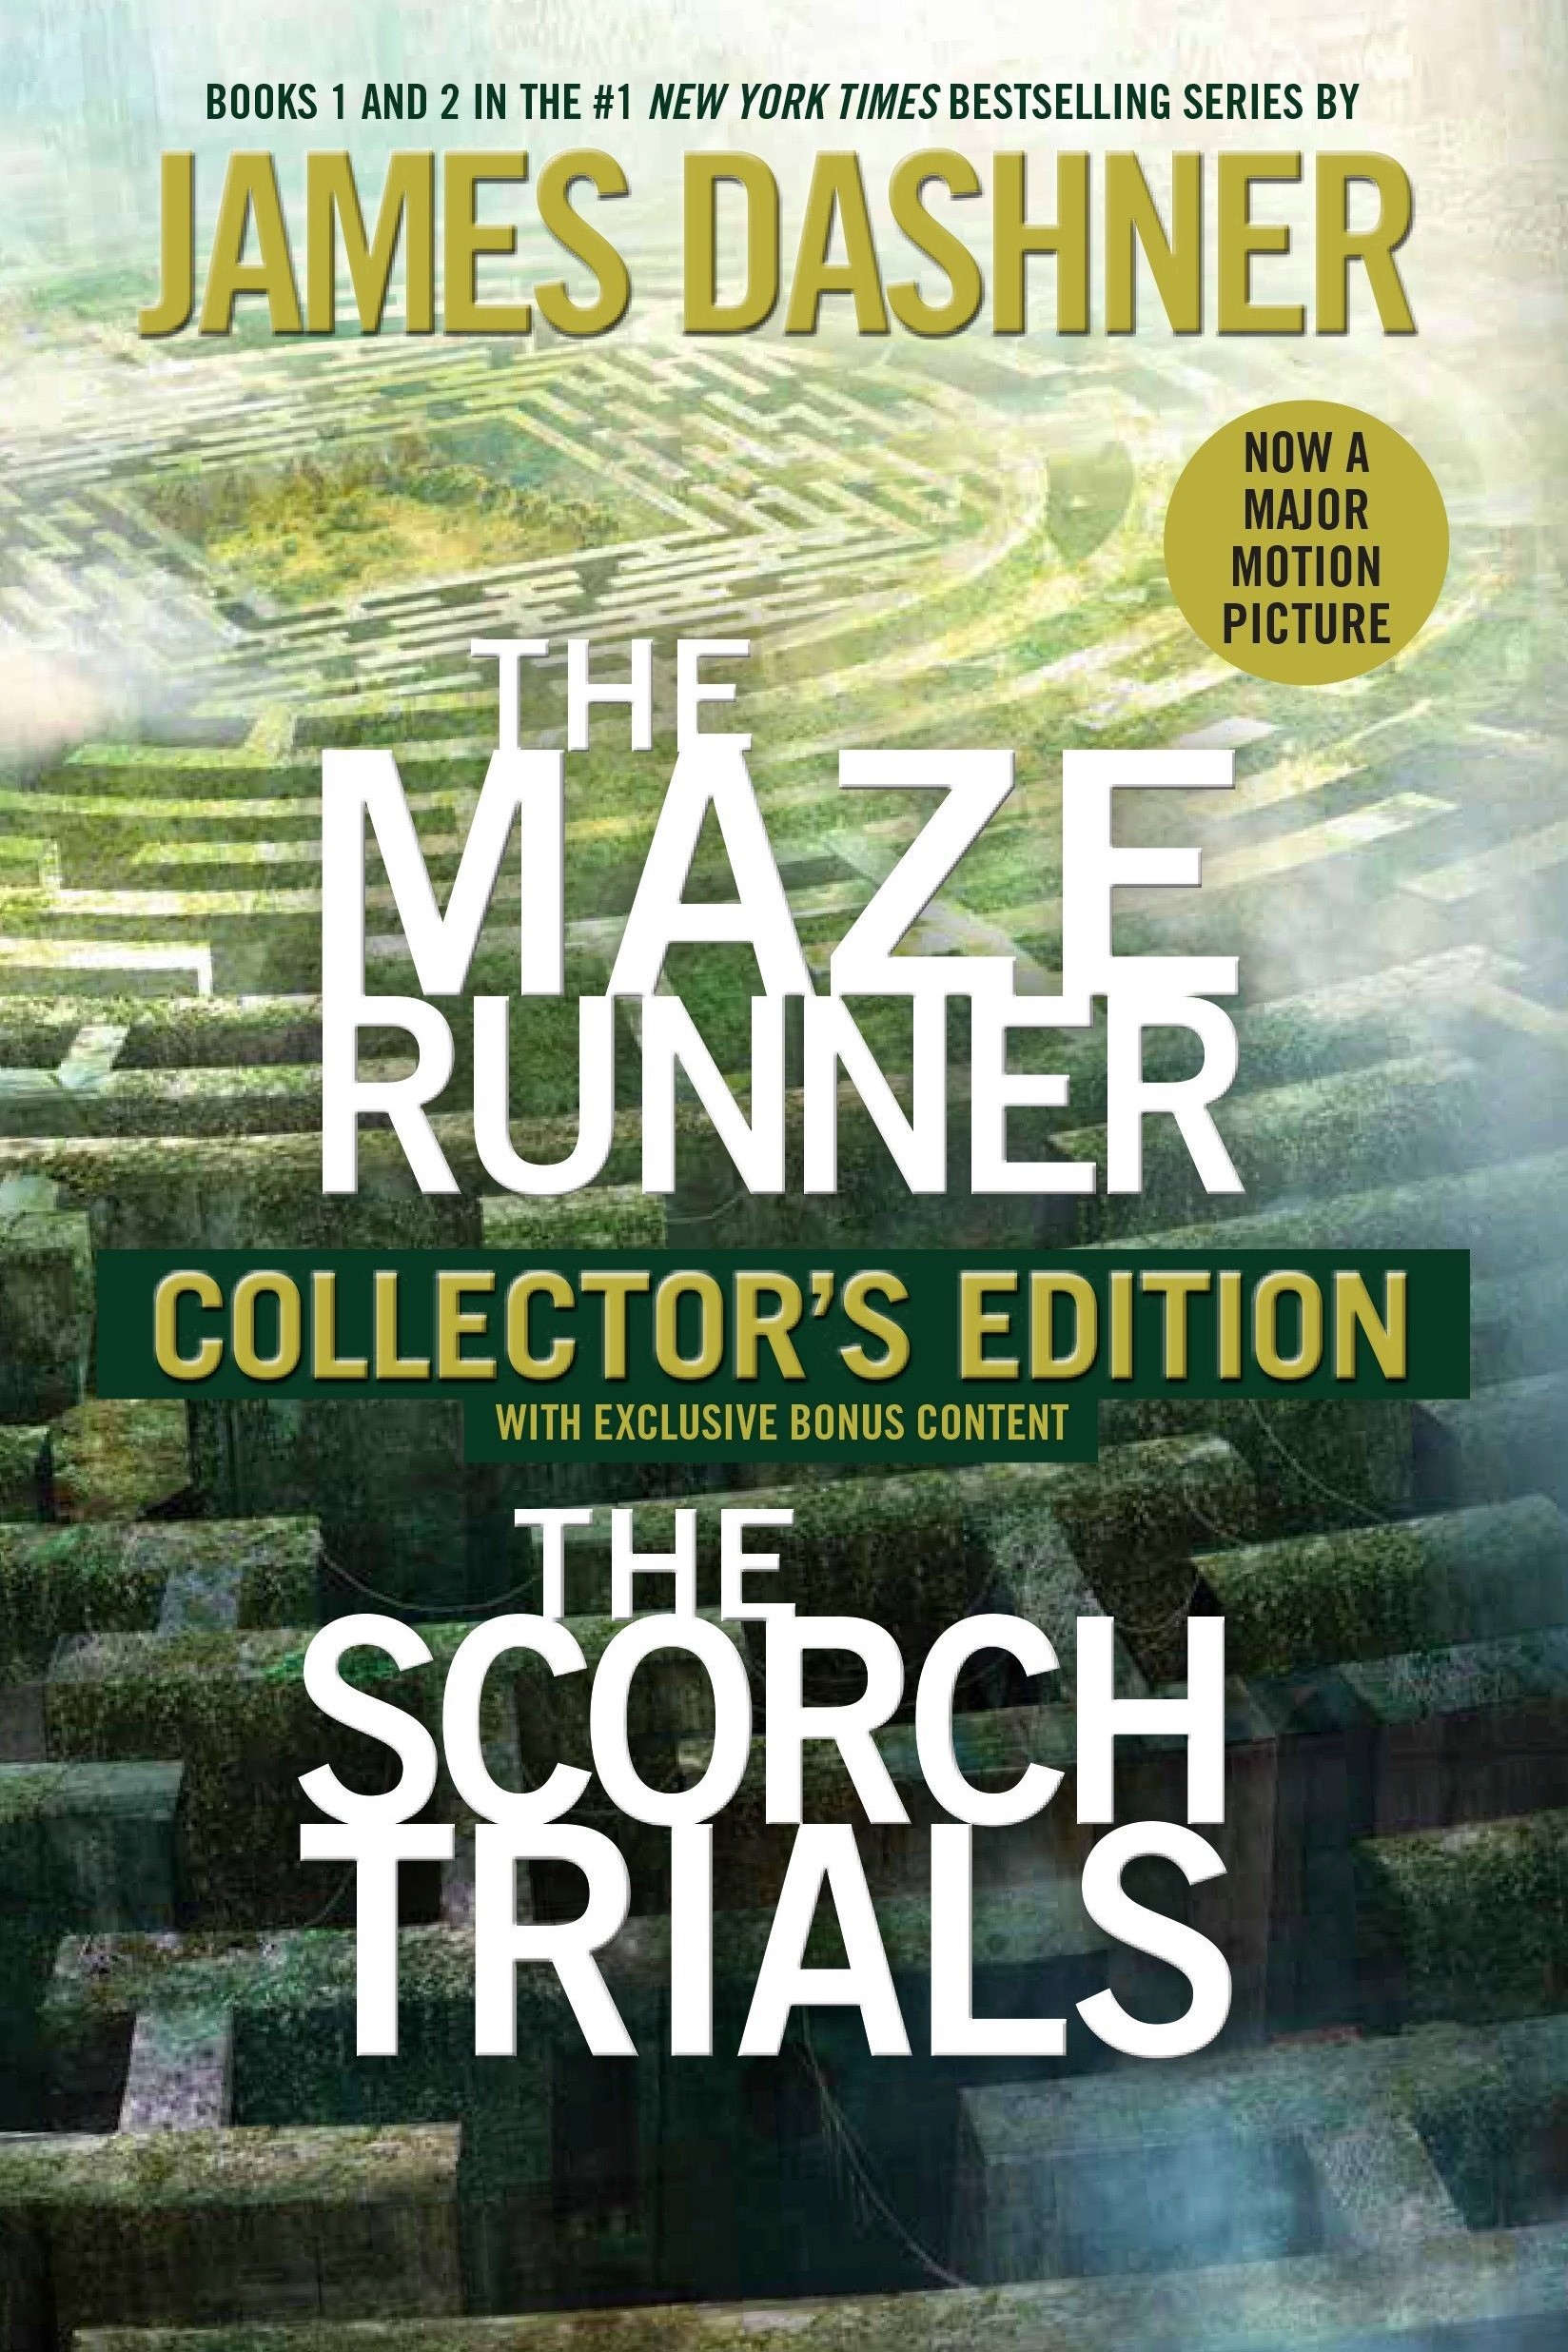 BOOKS 1 AND 2 IN THE #1 NEW YORK TIMES BESTSELLING SERIES BY
JAMES DASHNER
NOW A
MAJOR
MOTION
PICTURE
THE
MAZE
RUNNER
COLLECTOR'S EDITION
WITH EXCLUSIVE BONUS CONTENT
THE
SCORCH
TRIALS